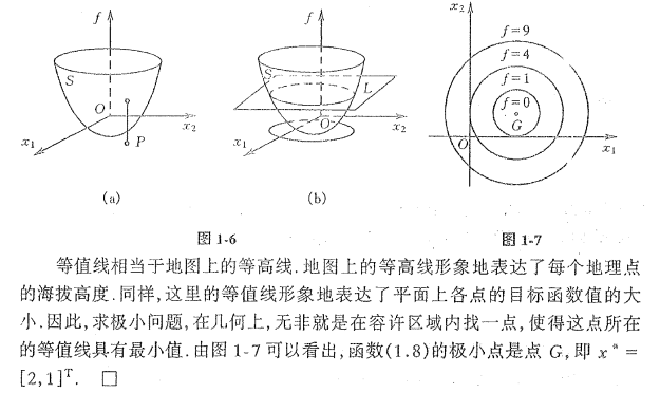 f
S
O
x₁
x₂
P
(a)
f
S
L
O
x₁
x₂
(b)
图 1-6
x₂
f=9
f=4
f=1
f=0
G
O
x₁
图 1-7
等值线相当于地图上的等高线.地图上的等高线形象地表达了每个地理点
的海拔高度.同样,这里的等值线形象地表达了平面上各点的目标函数值的大
小.因此,求极小问题,在几何上,无非就是在容许区域内找一点,使得这点所在
的等值线具有最小值.由图 1-7 可以看出,函数(1.8)的极小点是点 G,即 x* =
[2,1]ᵀ. □